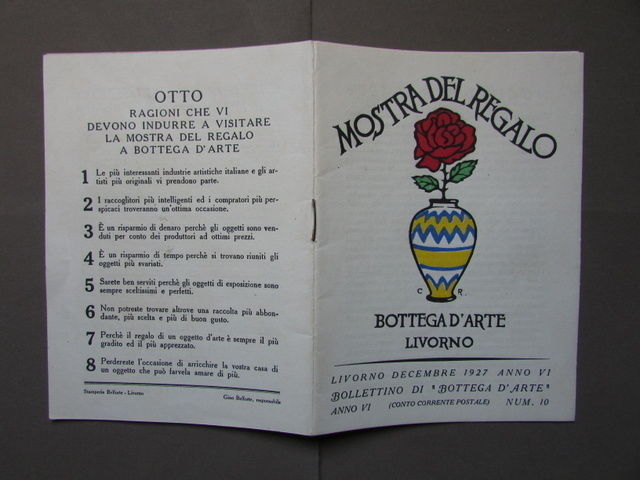 OTTO
RAGIONI CHE VI
DEVONO INDURRE A VISITARE
LA MOSTRA DEL REGALO
A BOTTEGA D'ARTE
1 Le più interessanti industrie artistiche italiane e gli ar-
tisti più originali vi prendono parte.
2 I raccoglitori più intelligenti ed i compratori più per-
spicaci troveranno un'ottima occasione.
3 È un risparmio di denaro perchè gli oggetti sono ven-
duti per conto dei produttori ad ottimi prezzi.
4 È un risparmio di tempo perchè si trovano riuniti gli
oggetti più svariati.
5 Sarete ben serviti perchè gli oggetti di esposizione sono
sempre sceltissimi e perfetti.
6 Non potreste trovare altrove una raccolta più abbon-
dante, più scelta e più di buon gusto.
7 Perchè il regalo di un oggetto d'arte è sempre il più
gradito ed il più apprezzato.
8 Perdereste l'occasione di arricchire la vostra casa di
un oggetto che può farvela amare di più.
Stamperia Belforte - Livorno
Gino Belforte, responsabile
MOSTRA DEL REGALO
C. R.
BOTTEGA D'ARTE
LIVORNO
LIVORNO DECEMBRE 1927 ANNO VI
BOLLETTINO DI "BOTTEGA D'ARTE"
ANNO VI (CONTO CORRENTE POSTALE) NUM. 10